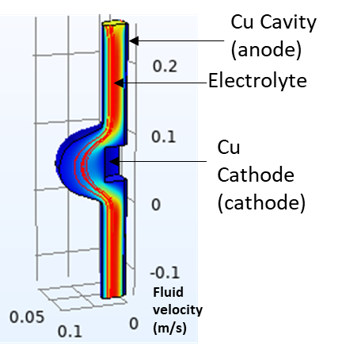 Cu Cavity
(anode)
0.2
Electrolyte
0.1
Cu
Cathode
(cathode)
0
-0.1
Fluid
velocity
(m/s)
0.05
0.1
0